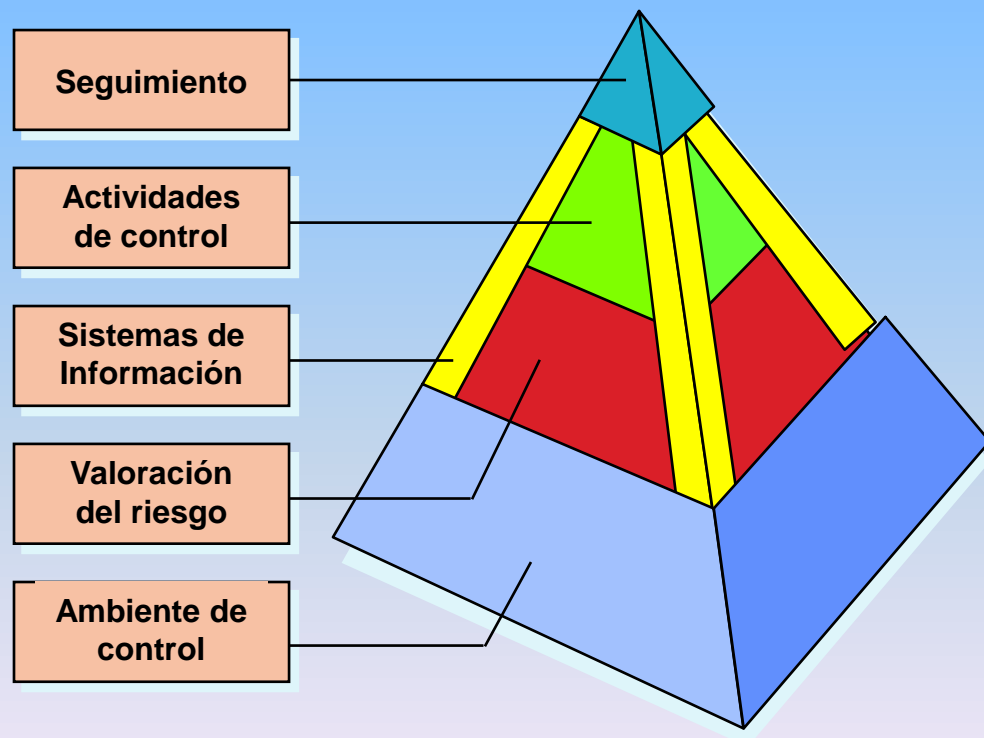 Seguimiento
Actividades
de control
Sistemas de
Información
Valoración
del riesgo
Ambiente de
control